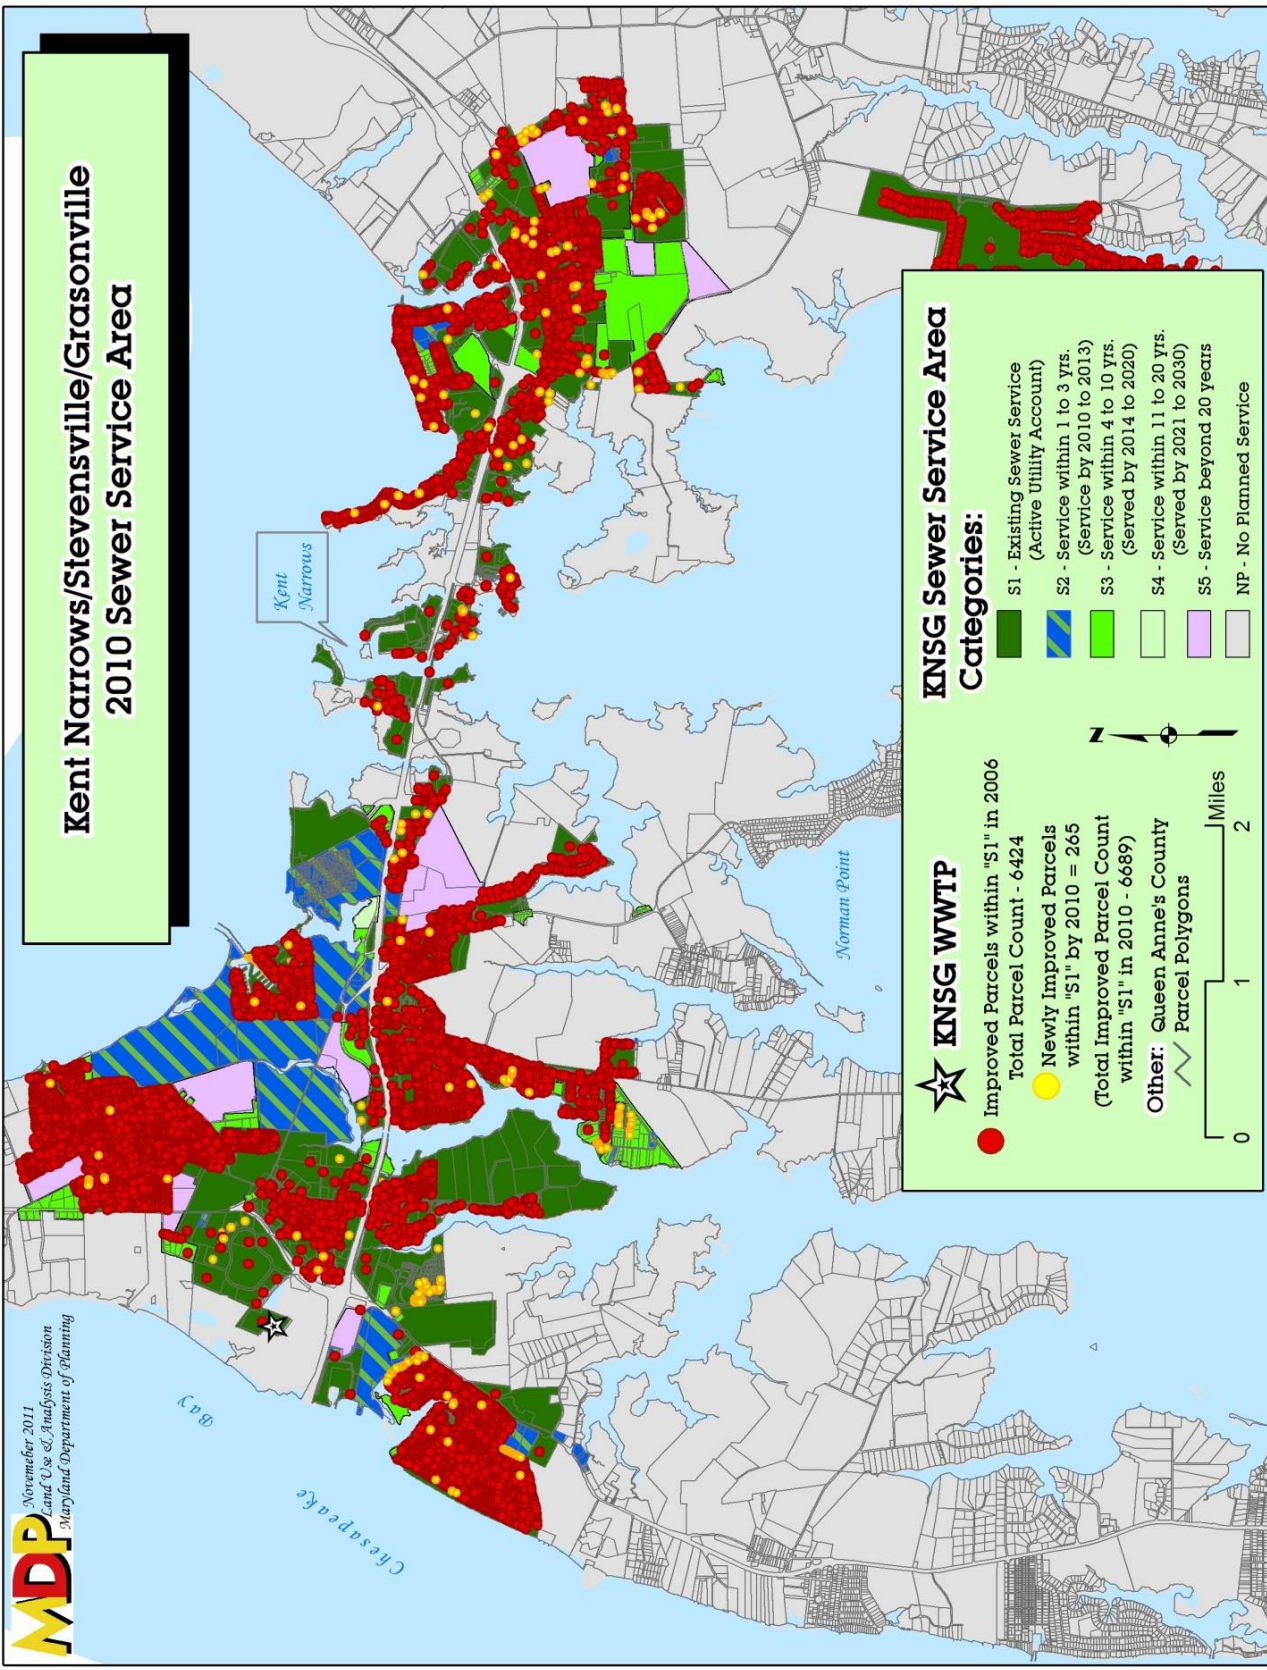 MDP
Novemeber 2011
Land Use & Analysis Division
Maryland Department of Planning
Kent Narrows/Stevensville/Grasonville
2010 Sewer Service Area
Chesapeake
Bay
Kent
Narrows
Norman Point
KNSG WWTP
Improved Parcels within "S1" in 2006
Total Parcel Count - 6424
Newly Improved Parcels
within "S1" by 2010 = 265
(Total Improved Parcel Count
within "S1" in 2010 - 6689)
Other: Queen Anne's County
Parcel Polygons
0 1 2
Miles
N
KNSG Sewer Service Area
Categories:
S1 - Existing Sewer Service
(Active Utility Account)
S2 - Service within 1 to 3 yrs.
(Service by 2010 to 2013)
S3 - Service within 4 to 10 yrs.
(Served by 2014 to 2020)
S4 - Service within 11 to 20 yrs.
(Served by 2021 to 2030)
S5 - Service beyond 20 years
NP - No Planned Service